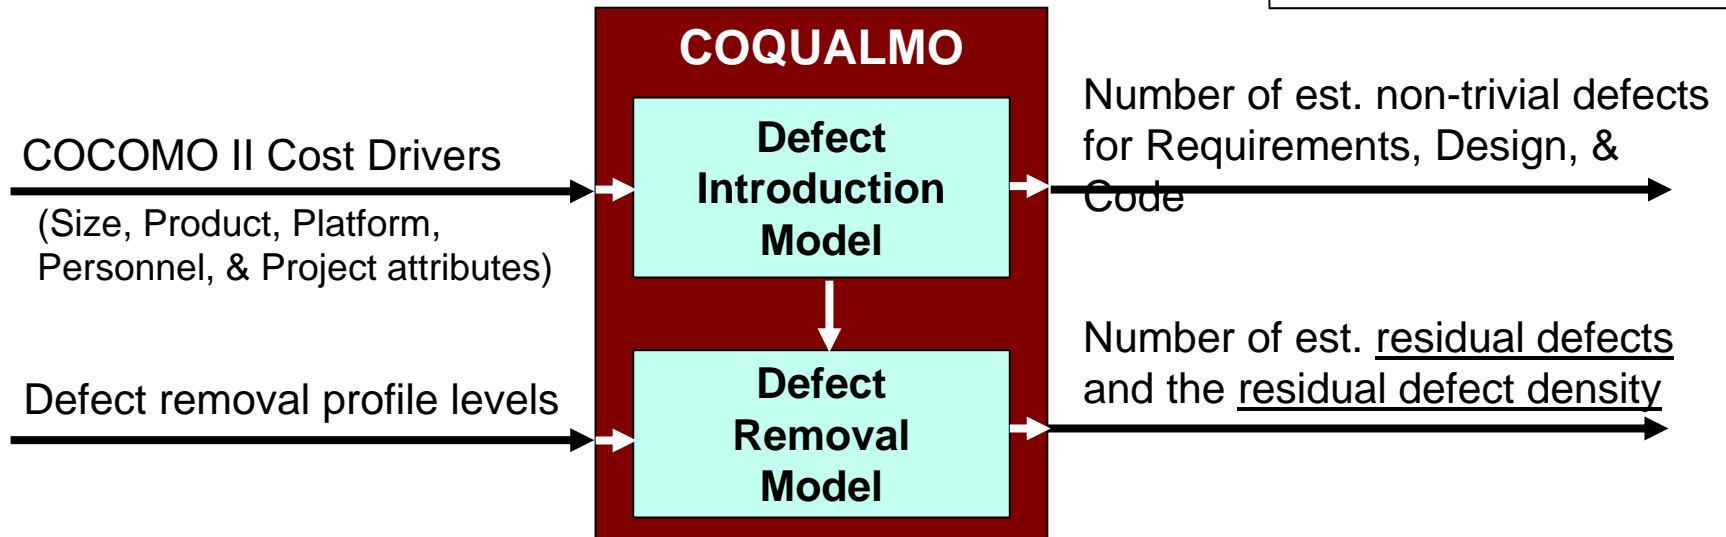 COQUALMO
COCOMO II Cost Drivers
(Size, Product, Platform,
Personnel, & Project attributes)
Defect
Introduction
Model
Number of est. non-trivial defects
for Requirements, Design, &
Code
Defect removal profile levels
Defect
Removal
Model
Number of est. residual defects
and the residual defect density